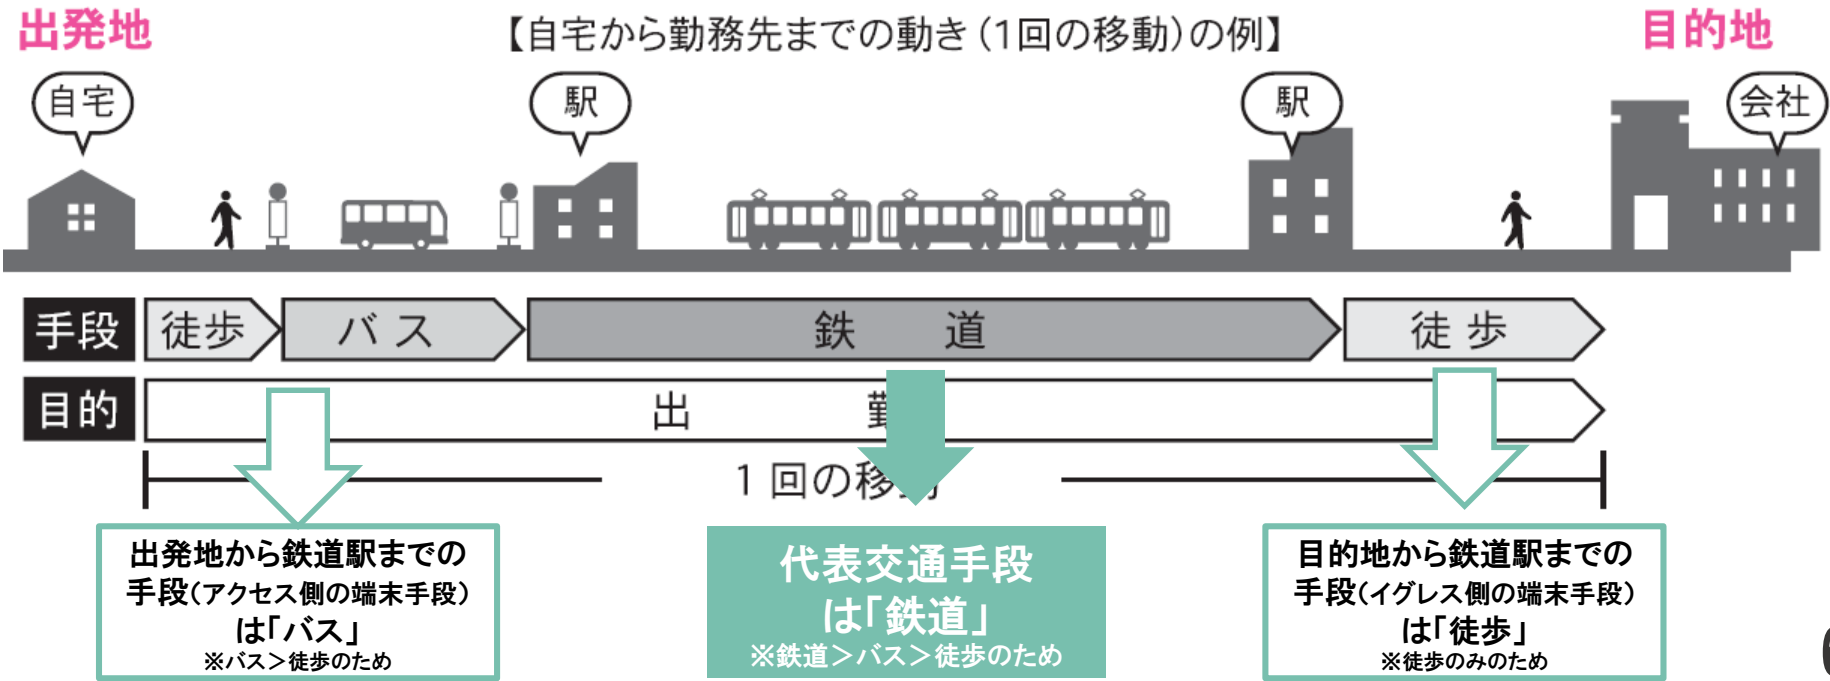 出発地
【自宅から勤務先までの動き(1回の移動)の例】
目的地
自宅
駅
駅
会社
手段
徒歩
バス
鉄道
徒歩
目的
出勤
1回の移動
出発地から鉄道駅までの
手段(アクセス側の端末手段)
は「バス」
※バス>徒歩のため
代表交通手段
は「鉄道」
※鉄道>バス>徒歩のため
目的地から鉄道駅までの
手段(イグレス側の端末手段)
は「徒歩」
※徒歩のみのため